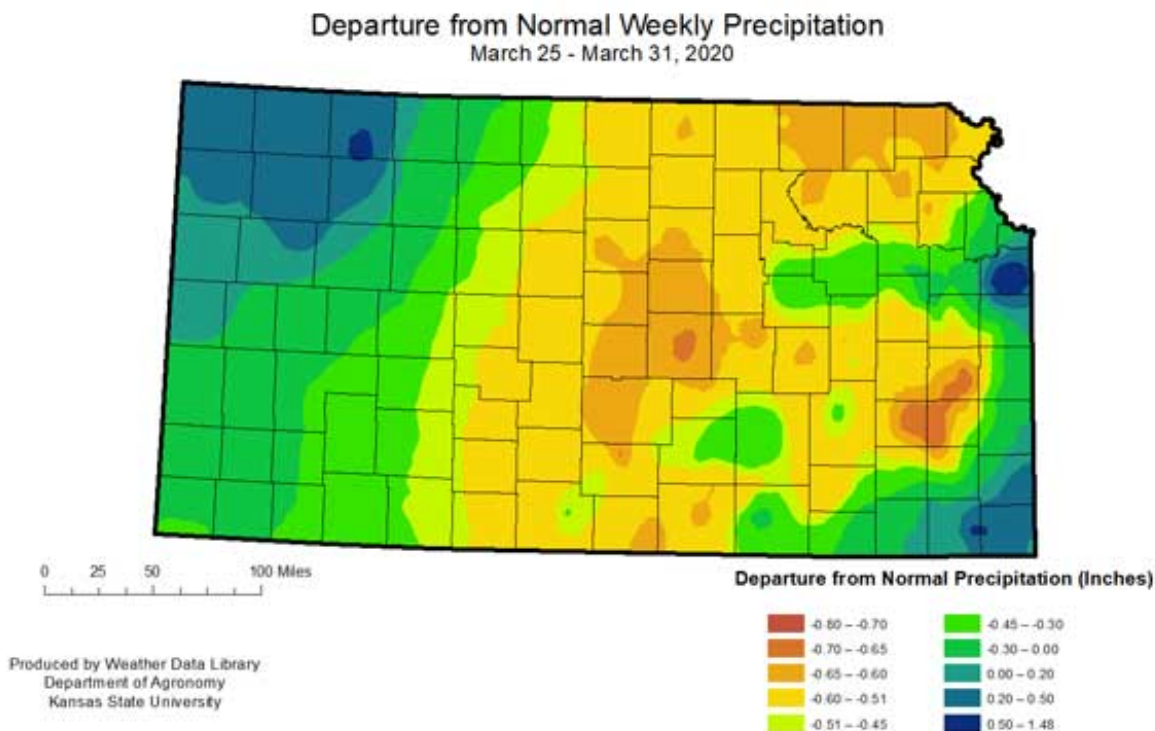 Departure from Normal Weekly Precipitation
March 25 - March 31, 2020
0 25 50 100 Miles
Departure from Normal Precipitation (Inches)
-0.80 – -0.70
-0.70 – -0.65
-0.65 – -0.60
-0.60 – -0.51
-0.51 – -0.45
-0.45 – -0.30
-0.30 – 0.00
0.00 – 0.20
0.20 – 0.50
0.50 – 1.48
Produced by Weather Data Library
Department of Agronomy
Kansas State University